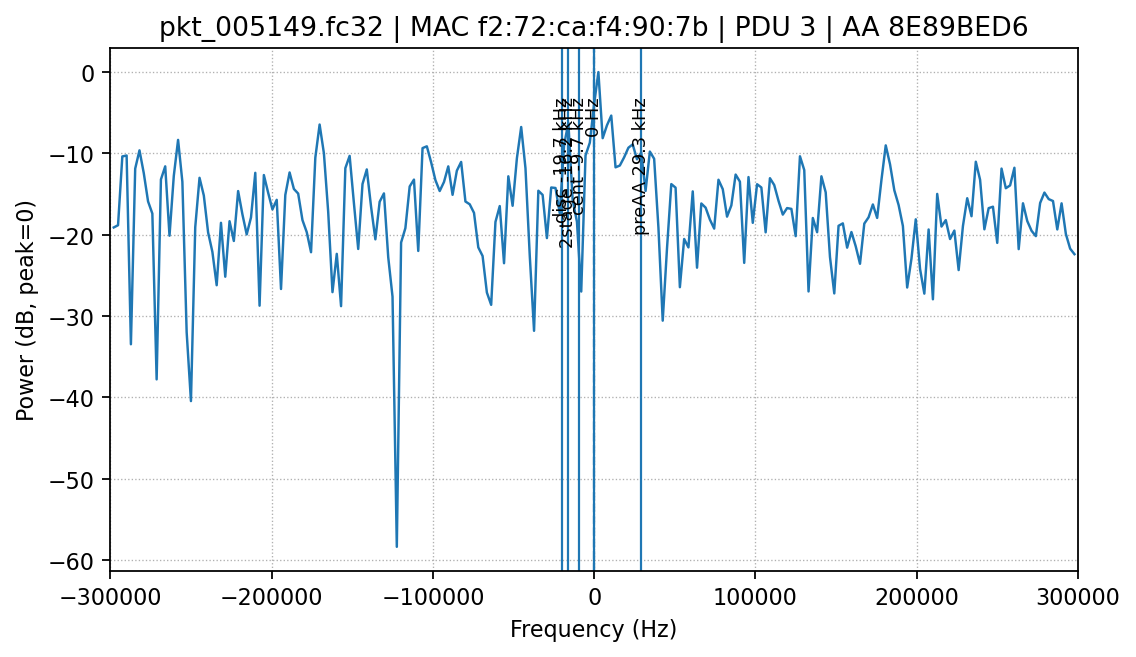 pkt_005149.fc32 | MAC f2:72:ca:f4:90:7b | PDU 3 | AA 8E89BED6
0
−10
−20
−30
−40
−50
−60
Power (dB, peak=0)
0 Hz
preAA 29.3 kHz
−300000
−200000
−100000
0
100000
200000
300000
Frequency (Hz)